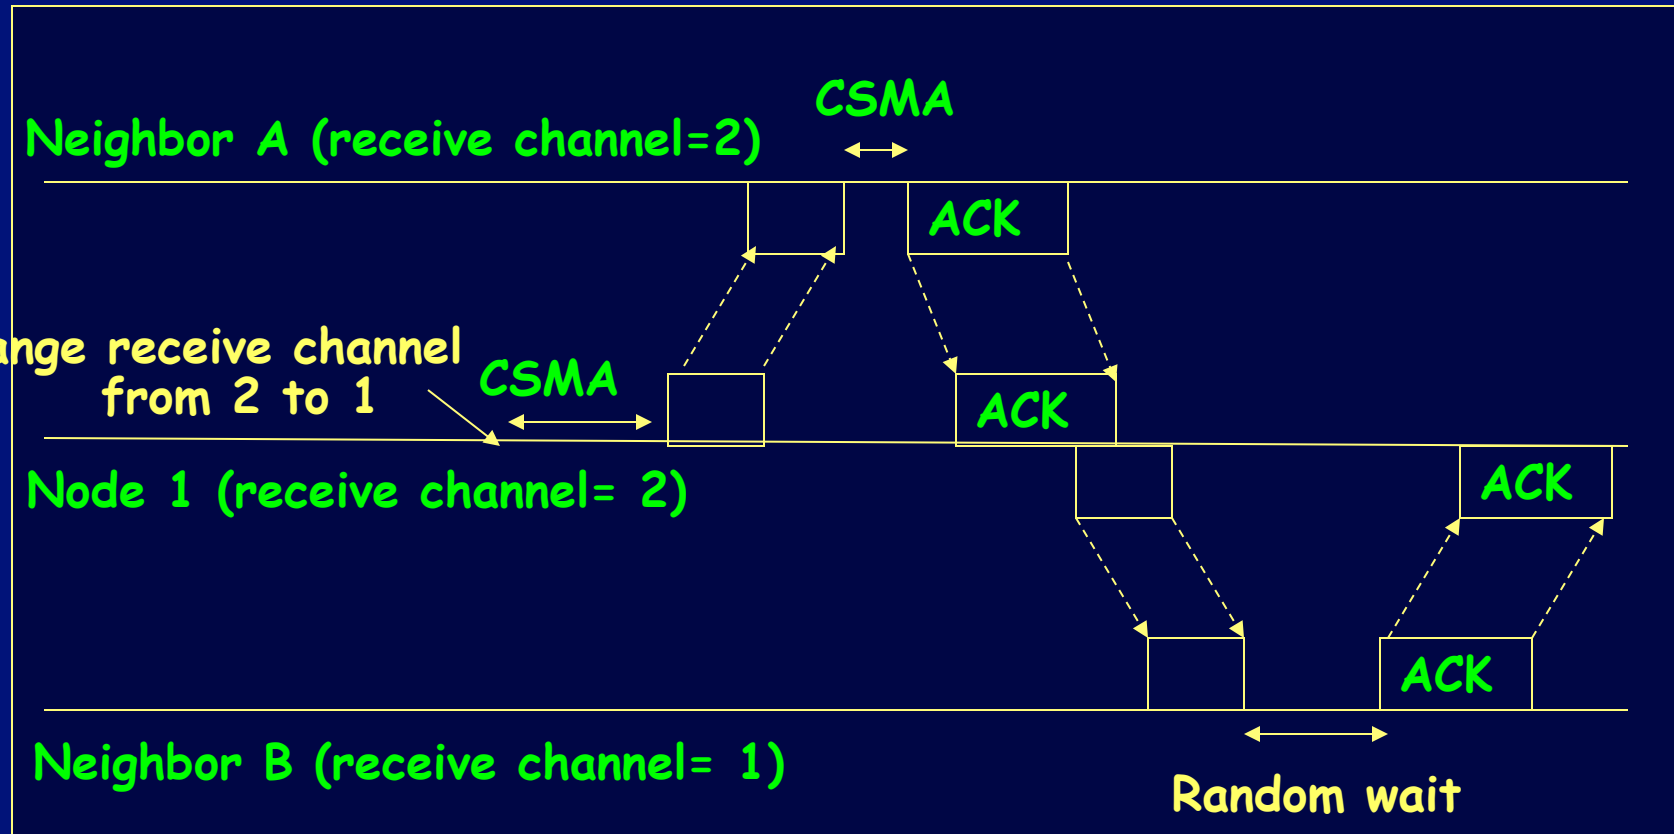 CSMA
Neighbor A (receive channel=2)
ACK
receive channel
from 2 to 1
CSMA
ACK
Node 1 (receive channel= 2)
ACK
ACK
Neighbor B (receive channel= 1)
Random wait